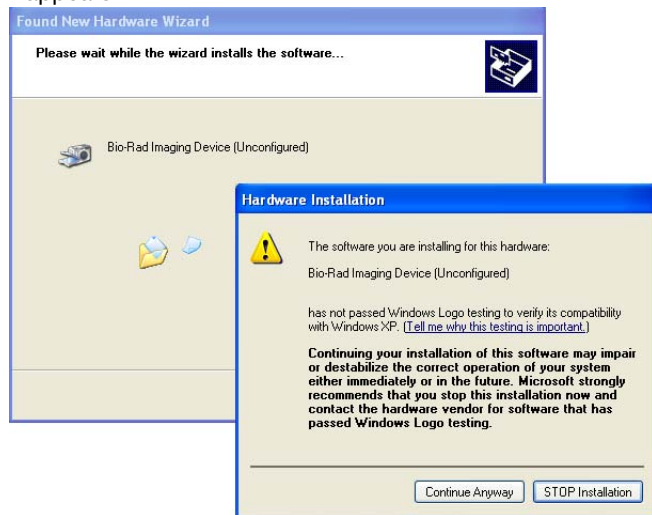 Found New Hardware Wizard
Please wait while the wizard installs the software...
Bio-Rad Imaging Device (Unconfigured)
Hardware Installation
The software you are installing for this hardware:
Bio-Rad Imaging Device (Unconfigured)
has not passed Windows Logo testing to verify its compatibility
with Windows XP. (Tell me why this testing is important.)
Continuing your installation of this software may impair
or destabilize the correct operation of your system
either immediately or in the future. Microsoft strongly
recommends that you stop this installation now and
contact the hardware vendor for software that has
passed Windows Logo testing.
Continue Anyway
STOP Installation